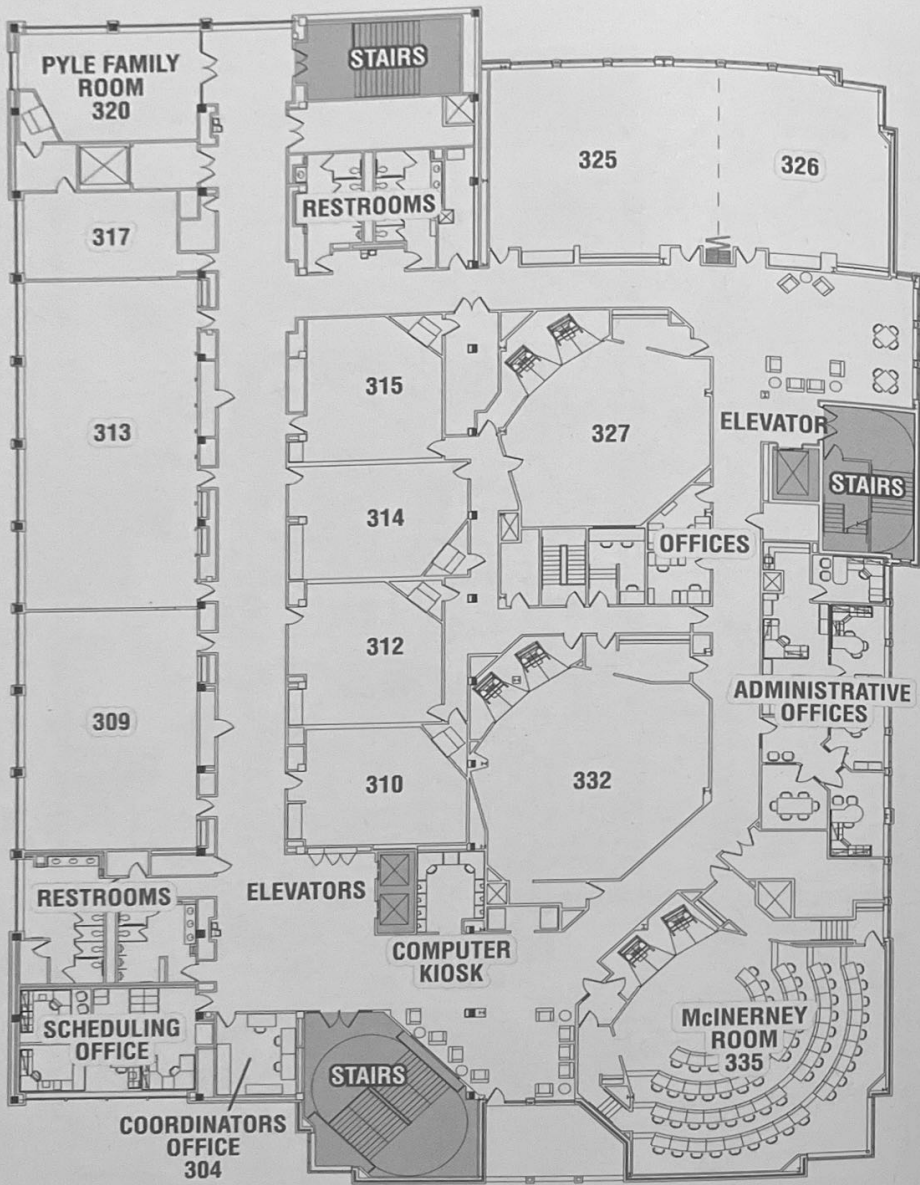 PYLE FAMILY
ROOM
320
STAIRS
325
326
RESTROOMS
317
315
313
327
ELEVATOR
STAIRS
314
OFFICES
312
309
ADMINISTRATIVE
OFFICES
310
332
RESTROOMS
ELEVATORS
COMPUTER
KIOSK
SCHEDULING
OFFICE
McINERNEY
ROOM
335
STAIRS
COORDINATORS
OFFICE
304